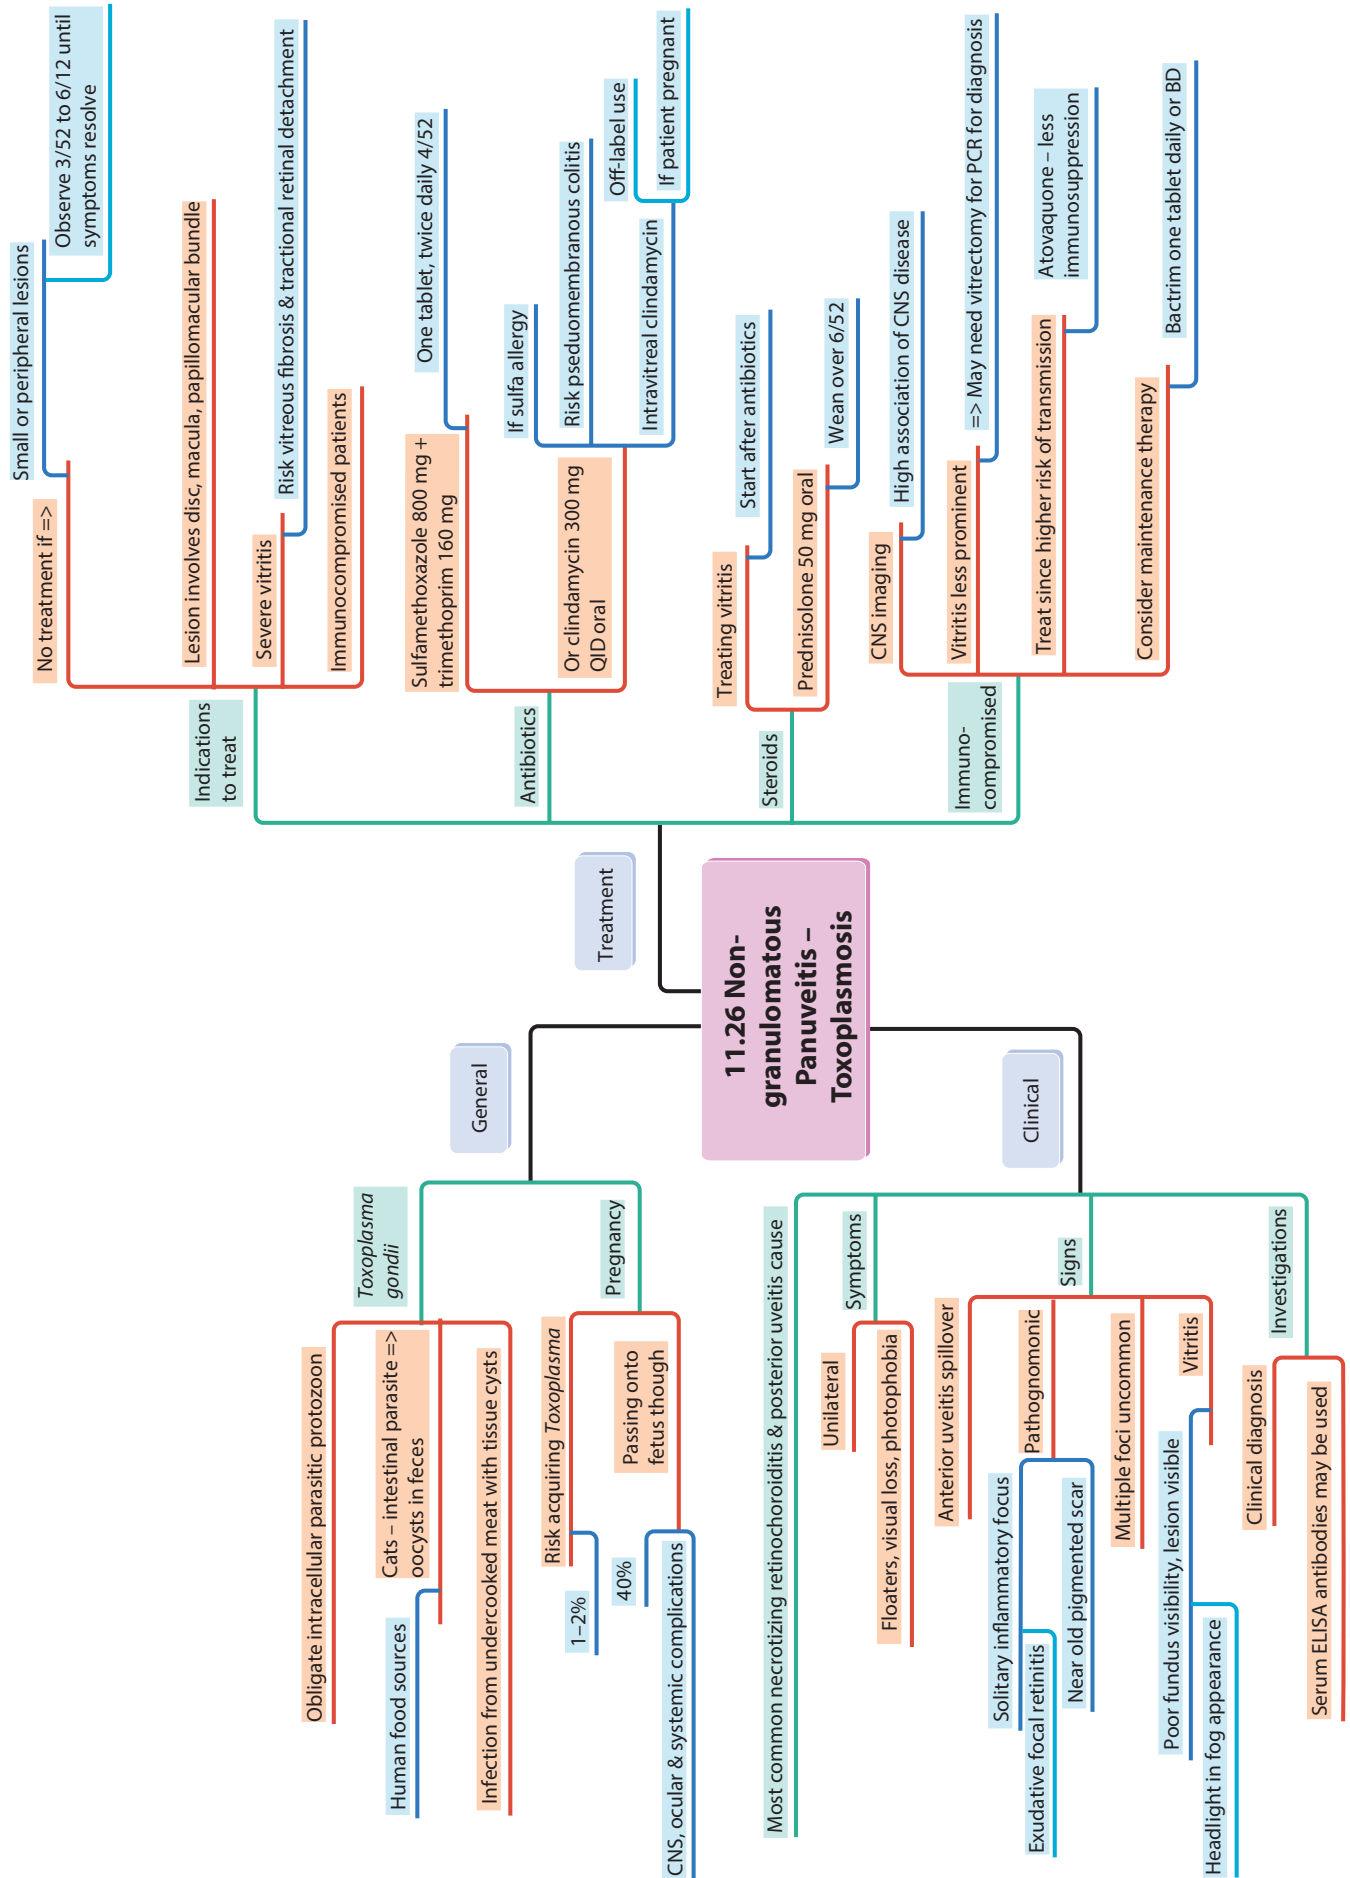 11.26 Non-
granulomatous
Panuveitis –
Toxoplasmosis
General
Toxoplasma
gondii
Obligate intracellular parasitic protozoon
Cats – intestinal parasite =>
oocysts in feces
Human food sources
Infection from undercooked meat with tissue cysts
Pregnancy
Risk acquiring Toxoplasma
1–2%
Passing onto
fetus though
40%
CNS, ocular & systemic complications
Clinical
Most common necrotizing retinochoroiditis & posterior uveitis cause
Symptoms
Unilateral
Floaters, visual loss, photophobia
Signs
Anterior uveitis spillover
Pathognomonic
Solitary inflammatory focus
Exudative focal retinitis
Near old pigmented scar
Multiple foci uncommon
Vitritis
Poor fundus visibility, lesion visible
Headlight in fog appearance
Investigations
Clinical diagnosis
Serum ELISA antibodies may be used
Treatment
Indications
to treat
No treatment if =>
Small or peripheral lesions
Observe 3/52 to 6/12 until
symptoms resolve
Lesion involves disc, macula, papillomacular bundle
Severe vitritis
Risk vitreous fibrosis & tractional retinal detachment
Immunocompromised patients
Antibiotics
Sulfamethoxazole 800 mg +
trimethoprim 160 mg
One tablet, twice daily 4/52
Or clindamycin 300 mg
QID oral
If sulfa allergy
Risk pseduomembranous colitis
Intravitreal clindamycin
Off-label use
If patient pregnant
Steroids
Treating vitritis
Start after antibiotics
Prednisolone 50 mg oral
Wean over 6/52
Immuno-
compromised
CNS imaging
High association of CNS disease
Vitritis less prominent
=> May need vitrectomy for PCR for diagnosis
Treat since higher risk of transmission
Atovaquone – less
immunosuppression
Consider maintenance therapy
Bactrim one tablet daily or BD